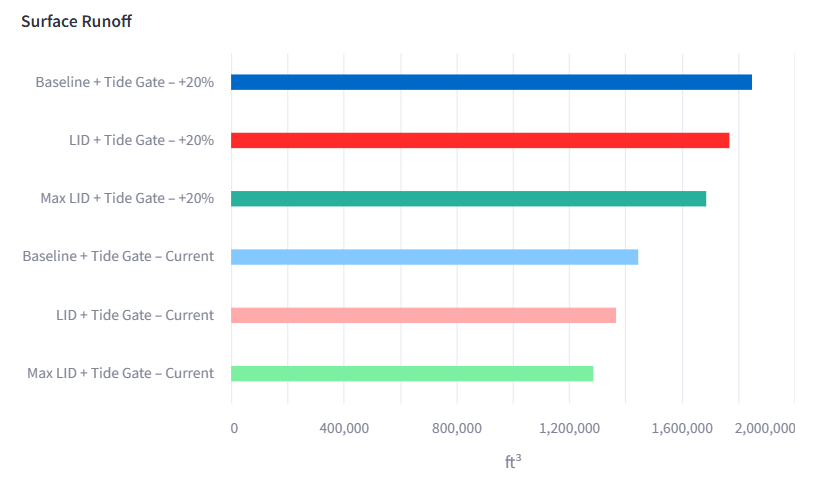 Surface Runoff
Baseline + Tide Gate – +20%
LID + Tide Gate – +20%
Max LID + Tide Gate – +20%
Baseline + Tide Gate – Current
LID + Tide Gate – Current
Max LID + Tide Gate – Current
0 400,000 800,000 1,200,000 1,600,000 2,000,000
ft³